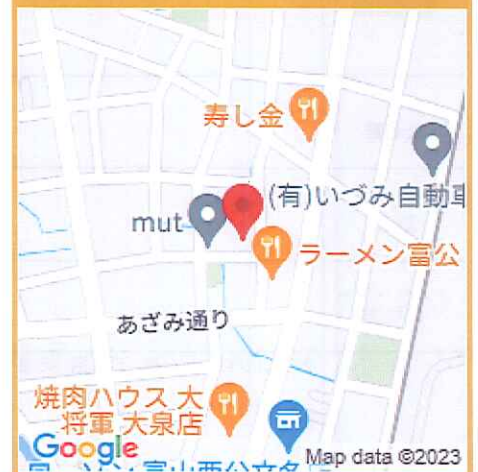 寿し金
(有)いづみ自動車
mut
ラーメン富公
あざみ通り
焼肉ハウス 大
将軍 大泉店
Google
Map data ©2023